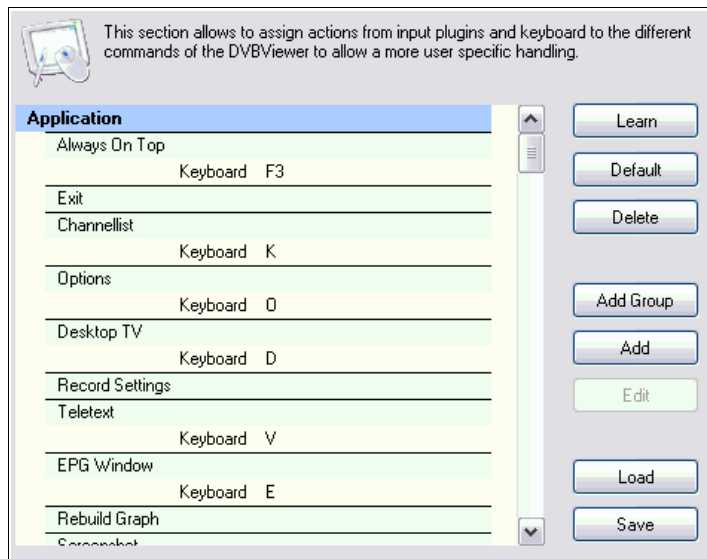 This section allows to assign actions from input plugins and keyboard to the different
commands of the DVBViewer to allow a more user specific handling.
Application
Always On Top
Keyboard F3
Exit
Channellist
Keyboard K
Options
Keyboard O
Desktop TV
Keyboard D
Record Settings
Teletext
Keyboard V
EPG Window
Keyboard E
Rebuild Graph
Screenshot
Learn
Default
Delete
Add Group
Add
Edit
Load
Save